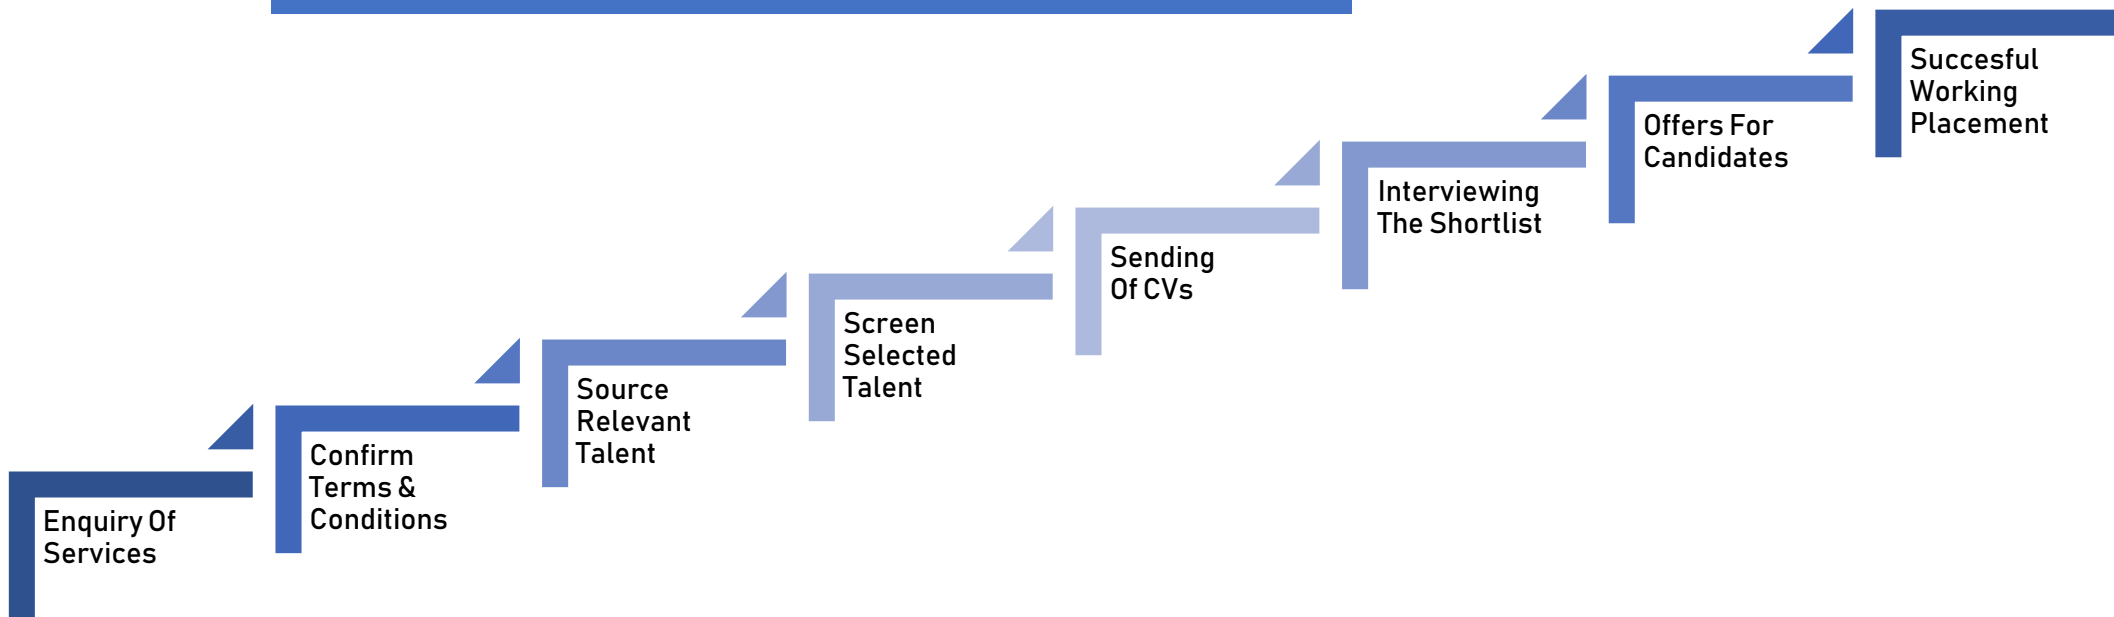 Enquiry Of
Services
Confirm
Terms &
Conditions
Source
Relevant
Talent
Screen
Selected
Talent
Sending
Of CVs
Interviewing
The Shortlist
Offers For
Candidates
Succesful
Working
Placement